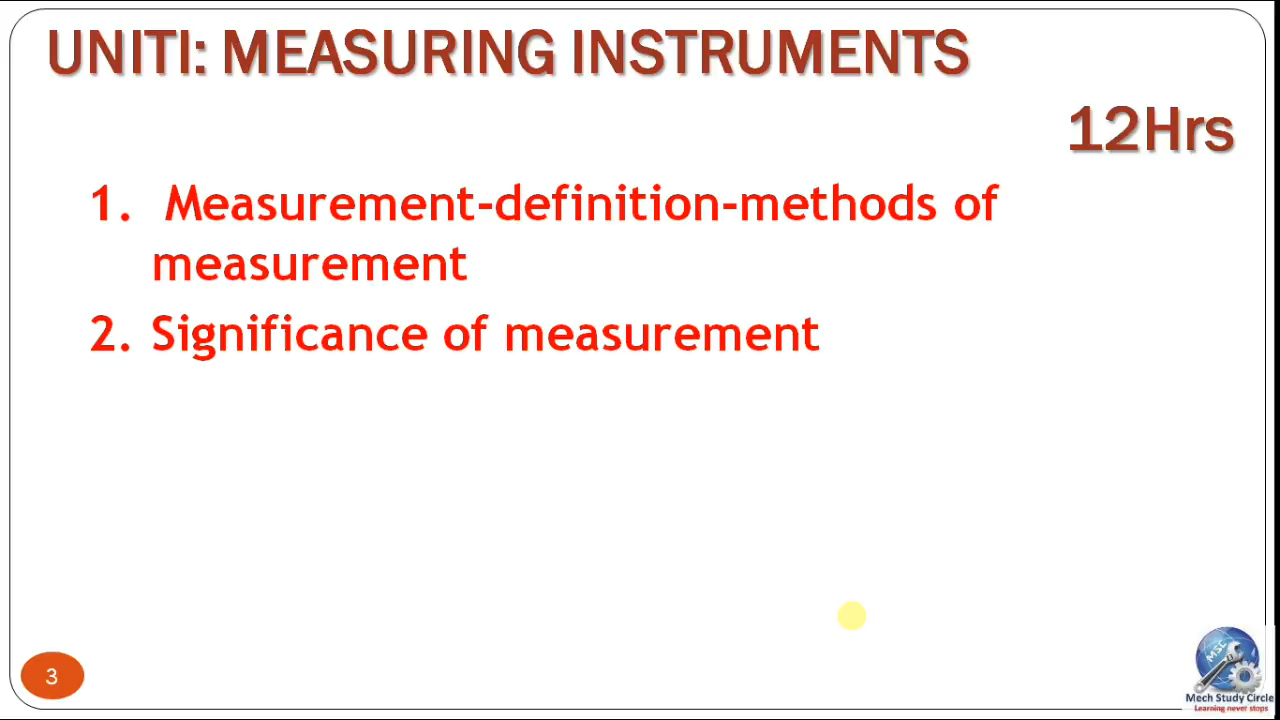 UNITI: MEASURING INSTRUMENTS
12Hrs
1. Measurement-definition-methods of
measurement
2. Significance of measurement
3
MSC
Mech Study Circle
Learning never stops